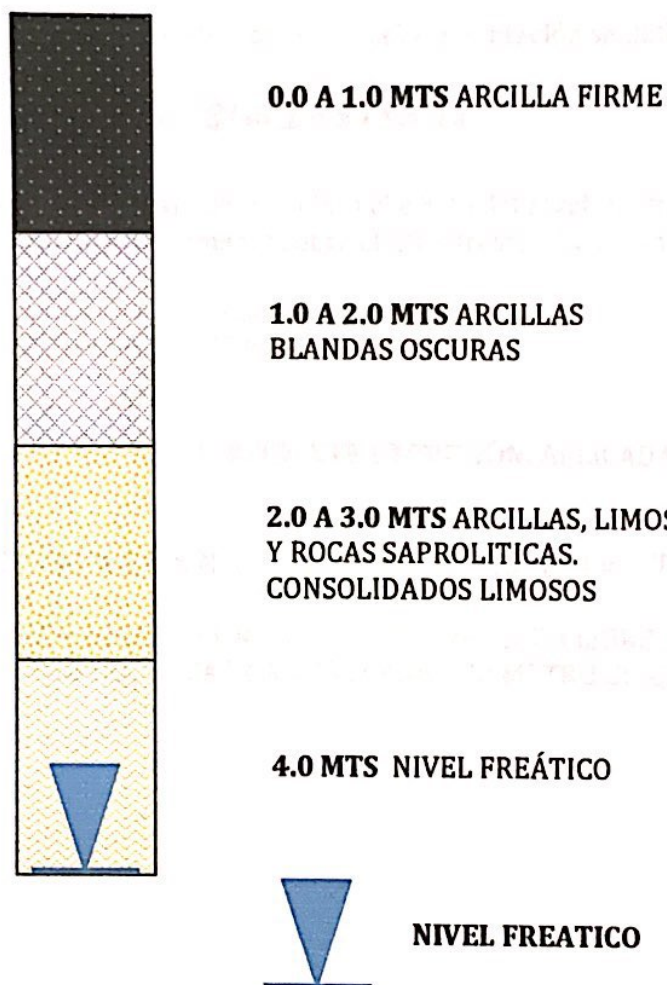 0.0 A 1.0 MTS ARCILLA FIRME
1.0 A 2.0 MTS ARCILLAS
BLANDAS OSCURAS
2.0 A 3.0 MTS ARCILLAS, LIMOS
Y ROCAS SAPROLITICAS.
CONSOLIDADOS LIMOSOS
4.0 MTS NIVEL FREÁTICO
NIVEL FREATICO